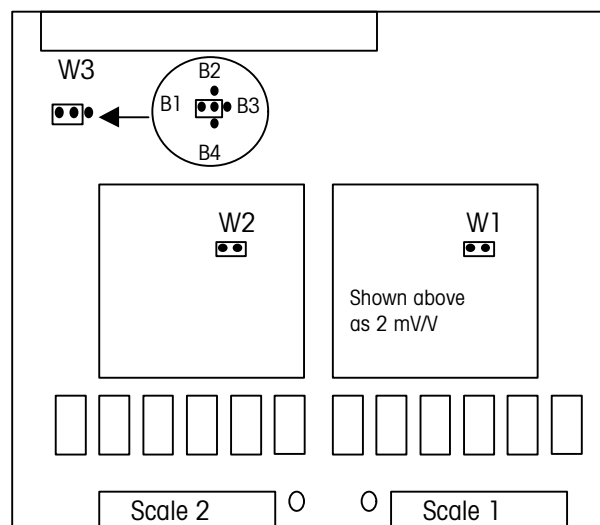 W3
B2
B1
B3
B4
W2
W1
Shown above
as 2 mV/V
Scale 2
Scale 1